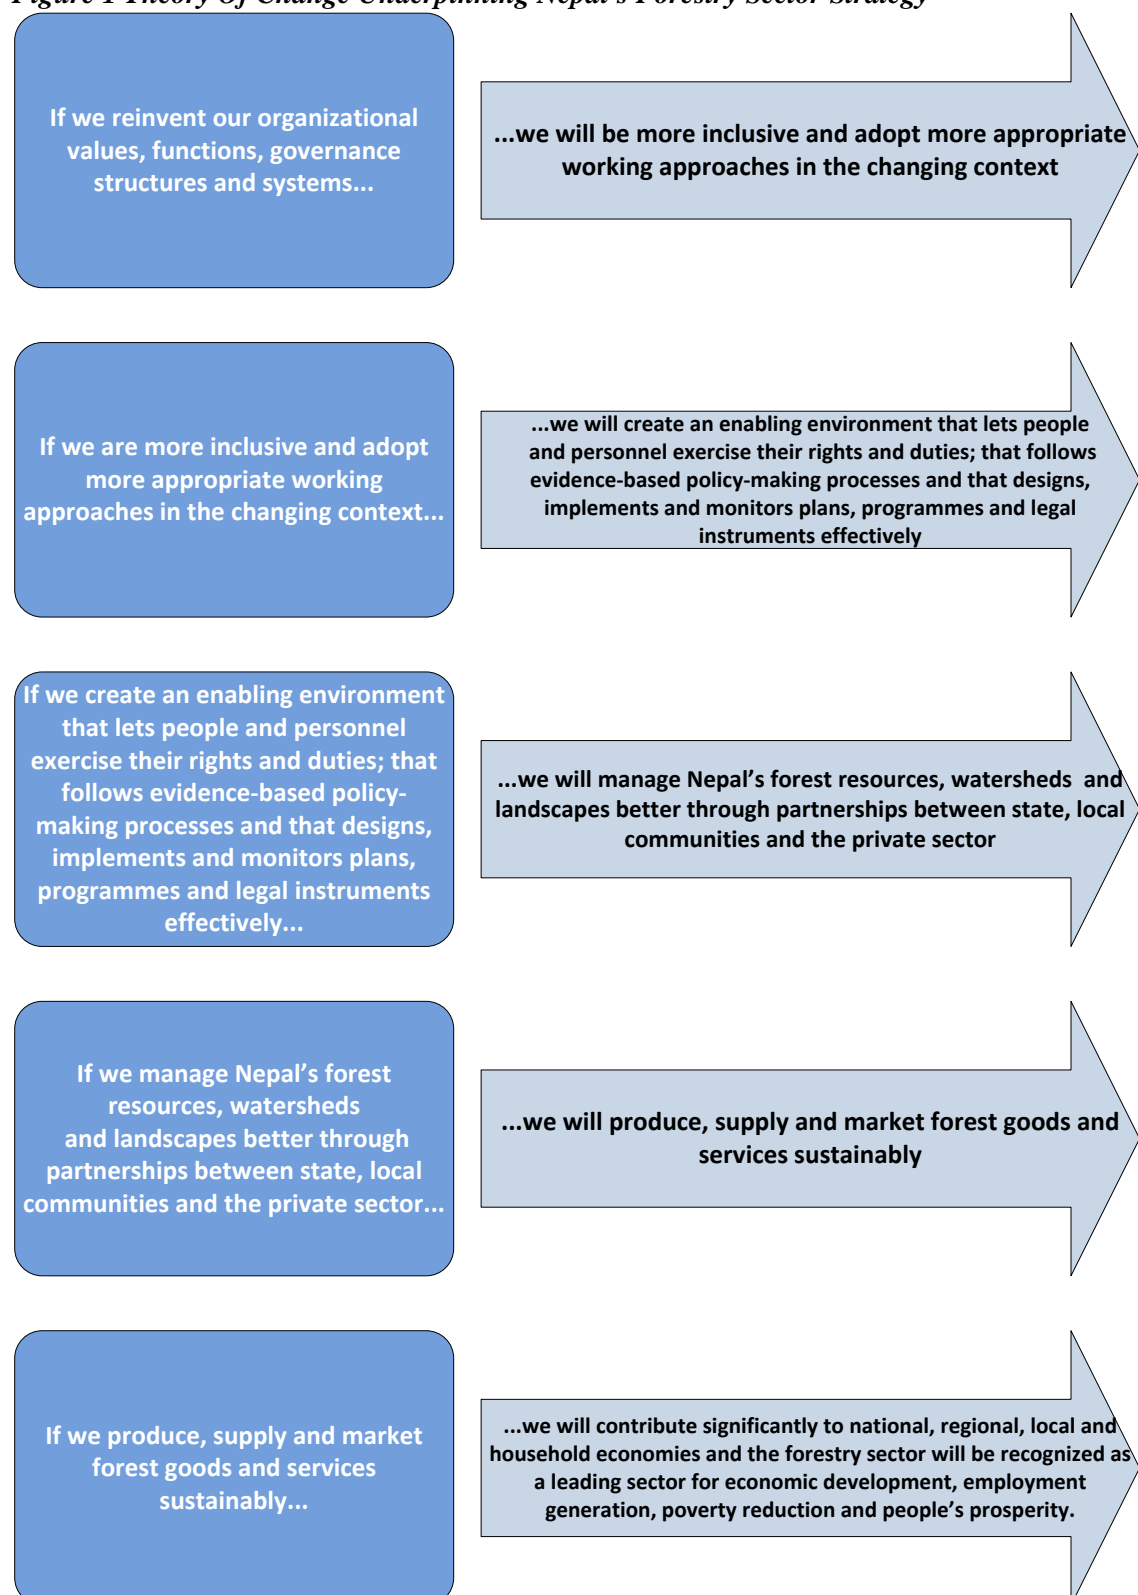 Figure 1 Theory Of Change Underpinning Nepal's Forestry Sector Strategy
If we reinvent our organizational
values, functions, governance
structures and systems...
...we will be more inclusive and adopt more appropriate
working approaches in the changing context
If we are more inclusive and adopt
more appropriate working
approaches in the changing context...
...we will create an enabling environment that lets people
and personnel exercise their rights and duties; that follows
evidence-based policy-making processes and that designs,
implements and monitors plans, programmes and legal
instruments effectively
If we create an enabling environment
that lets people and personnel
exercise their rights and duties; that
follows evidence-based policy-
making processes and that designs,
implements and monitors plans,
programmes and legal instruments
effectively...
...we will manage Nepal’s forest resources, watersheds  and
landscapes better through partnerships between state, local
communities and the private sector
If we manage Nepal’s forest
resources, watersheds
and landscapes better through
partnerships between state, local
communities and the private sector...
...we will produce, supply and market forest goods and
services sustainably
If we produce, supply and market
forest goods and services
sustainably...
...we will contribute significantly to national, regional, local and
household economies and the forestry sector will be recognized as
a leading sector for economic development, employment
generation, poverty reduction and people’s prosperity.